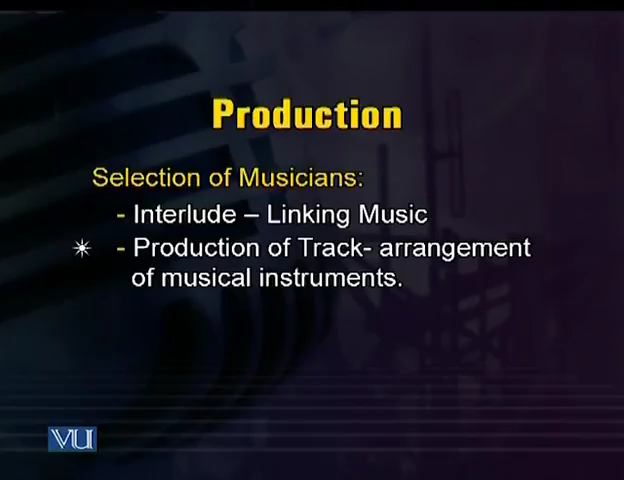 Production
Selection of Musicians:
- Interlude – Linking Music
- Production of Track- arrangement
of musical instruments.
VU